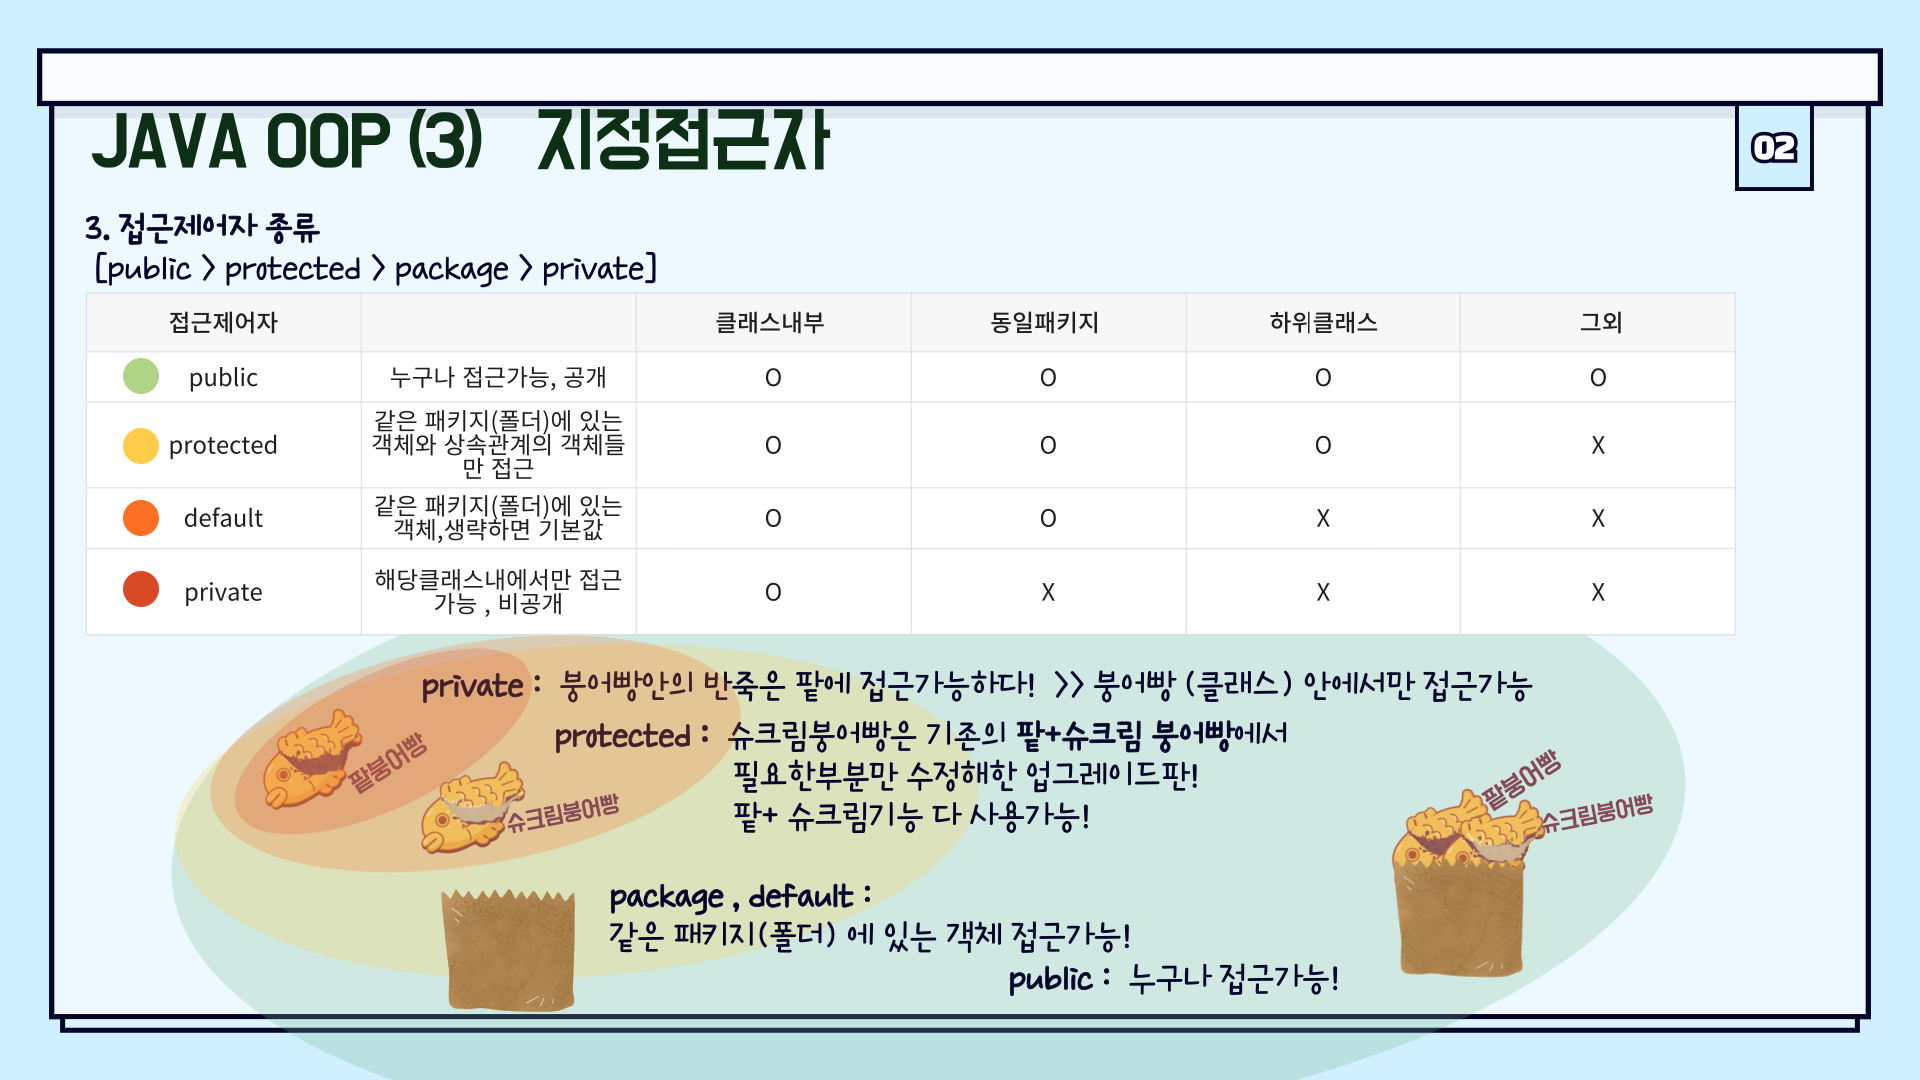 JAVA OOP (3) 지정접근자
02
3. 접근제어자 종류
[public > protected > package > private]
접근제어자 클래스내부 동일패키지 하위클래스 그외
public 누구나 접근가능, 공개 O O O O
protected 같은 패키지(폴더)에 있는
객체와 상속관계의 객체들
만 접근 O O O X
default 같은 패키지(폴더)에 있는
객체,생략하면 기본값 O O X X
private 해당클래스내에서만 접근
가능 , 비공개 O X X X
private : 붕어빵안의 반죽은 팥에 접근가능하다! >> 붕어빵 (클래스) 안에서만 접근가능
protected : 슈크림붕어빵은 기존의 팥+슈크림 붕어빵에서
필요한부분만 수정해한 업그레이드판!
팥+ 슈크림기능 다 사용가능!
팥붕어빵
슈크림붕어빵
팥붕어빵
슈크림붕어빵
package , default :
같은 패키지(폴더) 에 있는 객체 접근가능!
public : 누구나 접근가능!